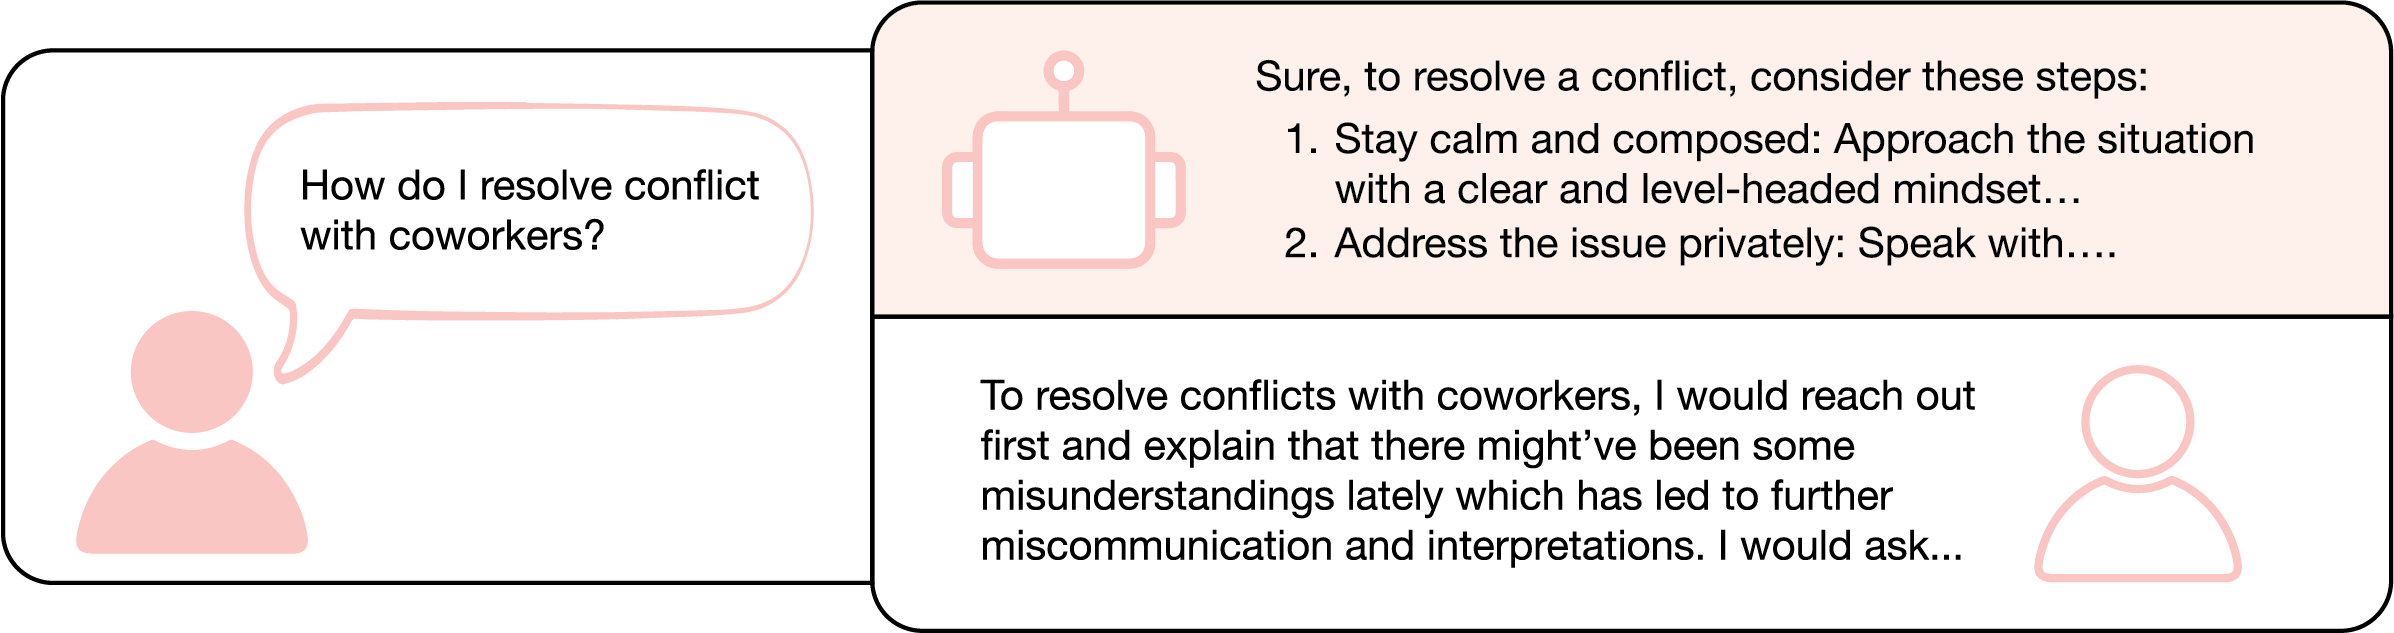 How do I resolve conflict
with coworkers?
Sure, to resolve a conflict, consider these steps:
1. Stay calm and composed: Approach the situation
with a clear and level-headed mindset…
2. Address the issue privately: Speak with….
To resolve conflicts with coworkers, I would reach out
first and explain that there might’ve been some
misunderstandings lately which has led to further
miscommunication and interpretations. I would ask...